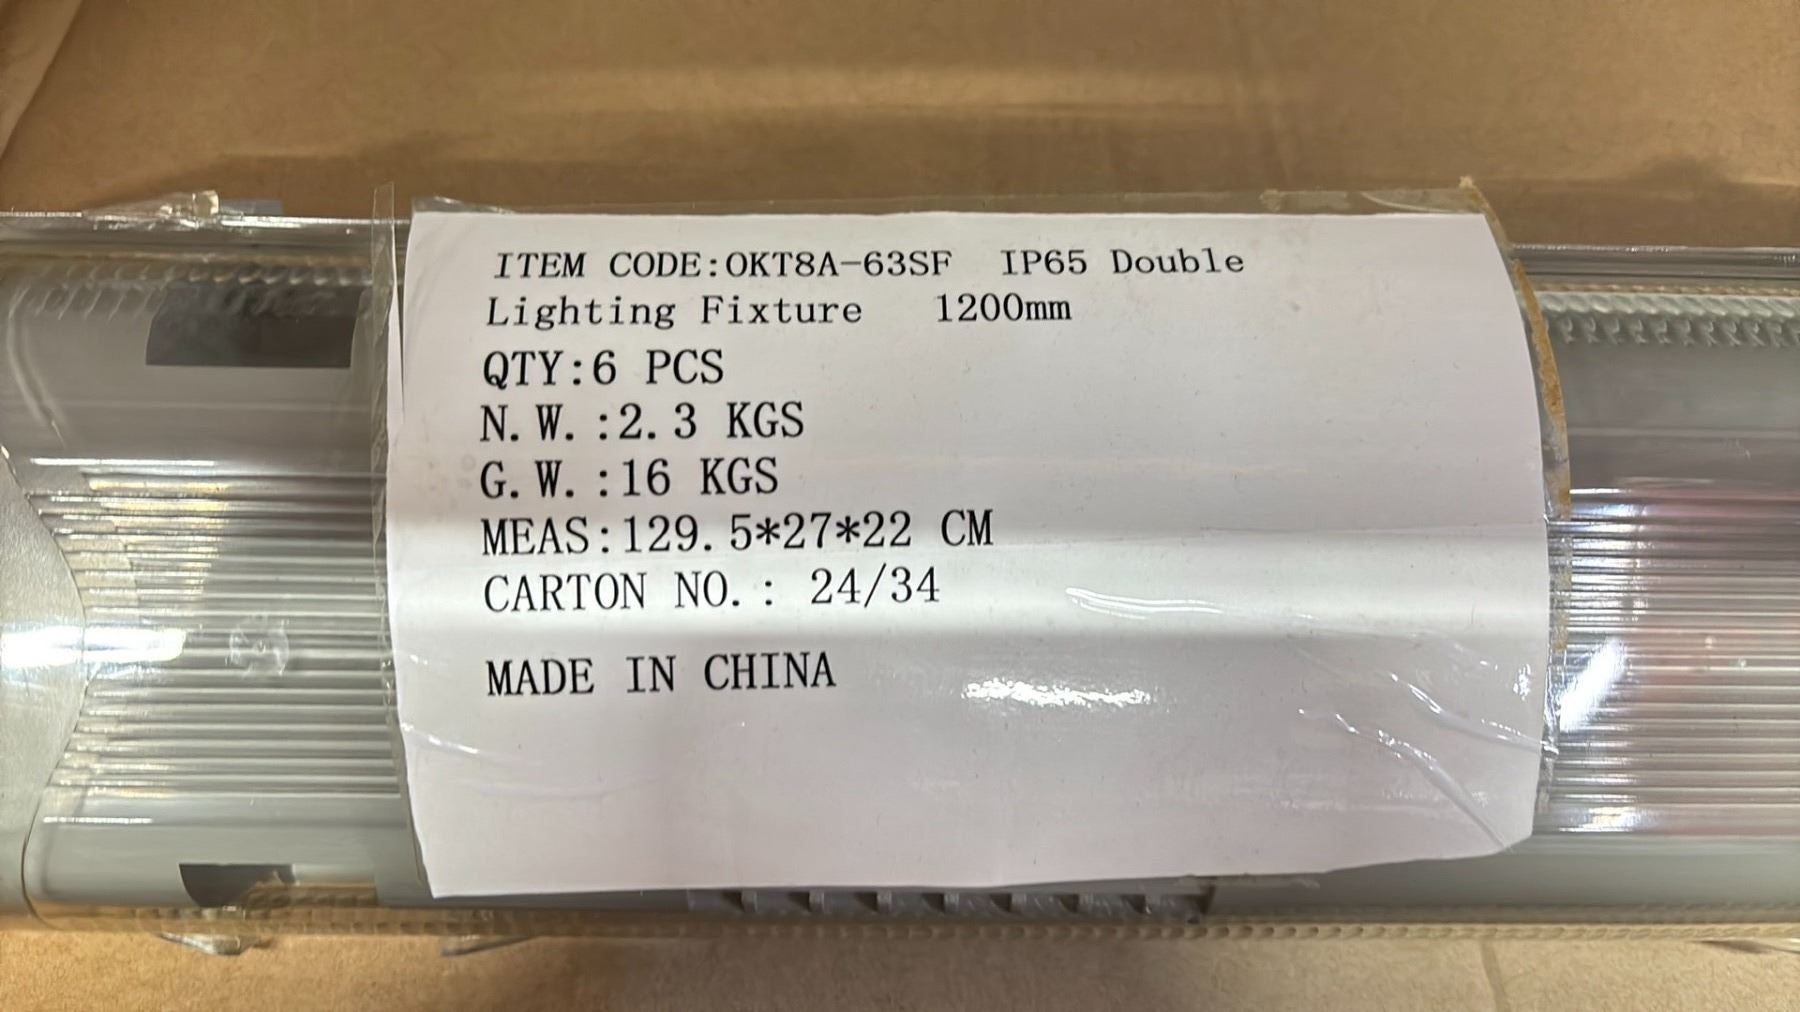 ITEM CODE:OKT8A-63SF  IP65 Double
Lighting Fixture  1200mm
QTY:6 PCS
N.W.:2.3 KGS
G.W.:16 KGS
MEAS:129.5*27*22 CM
CARTON NO.: 24/34
MADE IN CHINA